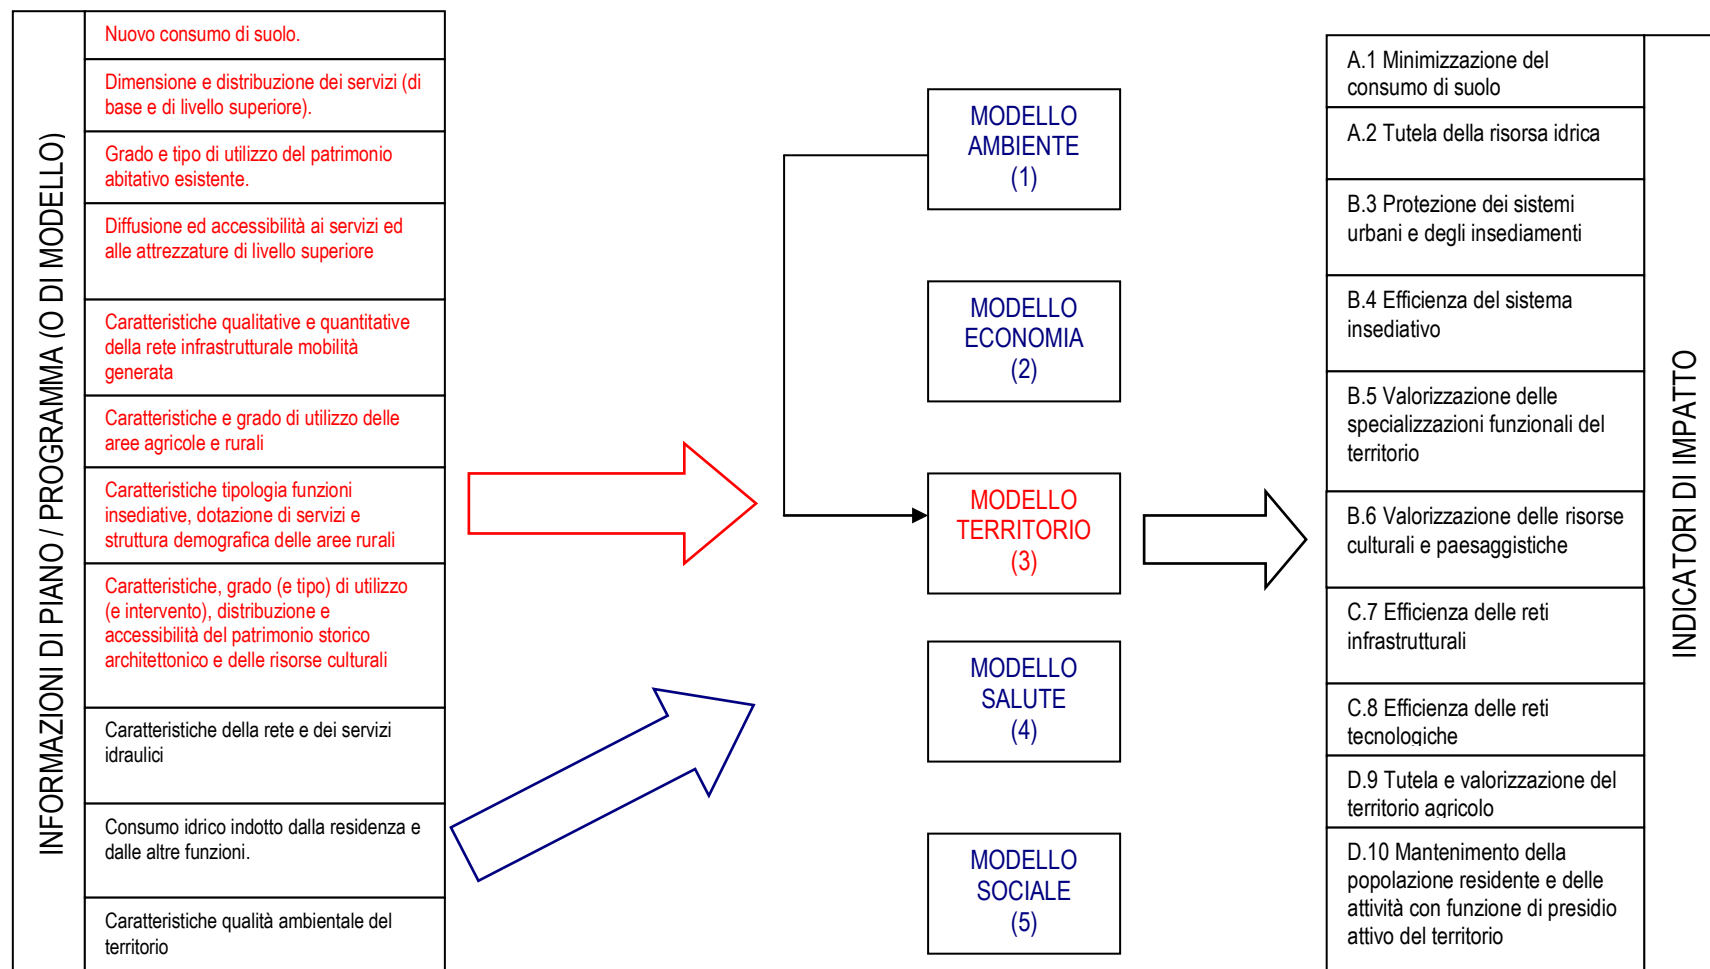 INFORMAZIONI DI PIANO / PROGRAMMA (O DI MODELLO)
Nuovo consumo di suolo.
Dimensione e distribuzione dei servizi (di
base e di livello superiore).
Grado e tipo di utilizzo del patrimonio
abitativo esistente.
Diffusione ed accessibilità ai servizi ed
alle attrezzature di livello superiore
Caratteristiche qualitative e quantitative
della rete infrastrutturale mobilità
generata
Caratteristiche e grado di utilizzo delle
aree agricole e rurali
Caratteristiche tipologia funzioni
insediative, dotazione di servizi e
struttura demografica delle aree rurali
Caratteristiche, grado (e tipo) di utilizzo
(e intervento), distribuzione e
accessibilità del patrimonio storico
architettonico e delle risorse culturali
Caratteristiche della rete e dei servizi
idraulici
Consumo idrico indotto dalla residenza e
dalle altre funzioni.
Caratteristiche qualità ambientale del
territorio
MODELLO
AMBIENTE
(1)
MODELLO
ECONOMIA
(2)
MODELLO
TERRITORIO
(3)
MODELLO
SALUTE
(4)
MODELLO
SOCIALE
(5)
A.1 Minimizzazione del
consumo di suolo
A.2 Tutela della risorsa idrica
B.3 Protezione dei sistemi
urbani e degli insediamenti
B.4 Efficienza del sistema
insediativo
B.5 Valorizzazione delle
specializzazioni funzionali del
territorio
B.6 Valorizzazione delle risorse
culturali e paesaggistiche
C.7 Efficienza delle reti
infrastrutturali
C.8 Efficienza delle reti
tecnologiche
D.9 Tutela e valorizzazione del
territorio agricolo
D.10 Mantenimento della
popolazione residente e delle
attività con funzione di presidio
attivo del territorio
INDICATORI DI IMPATTO